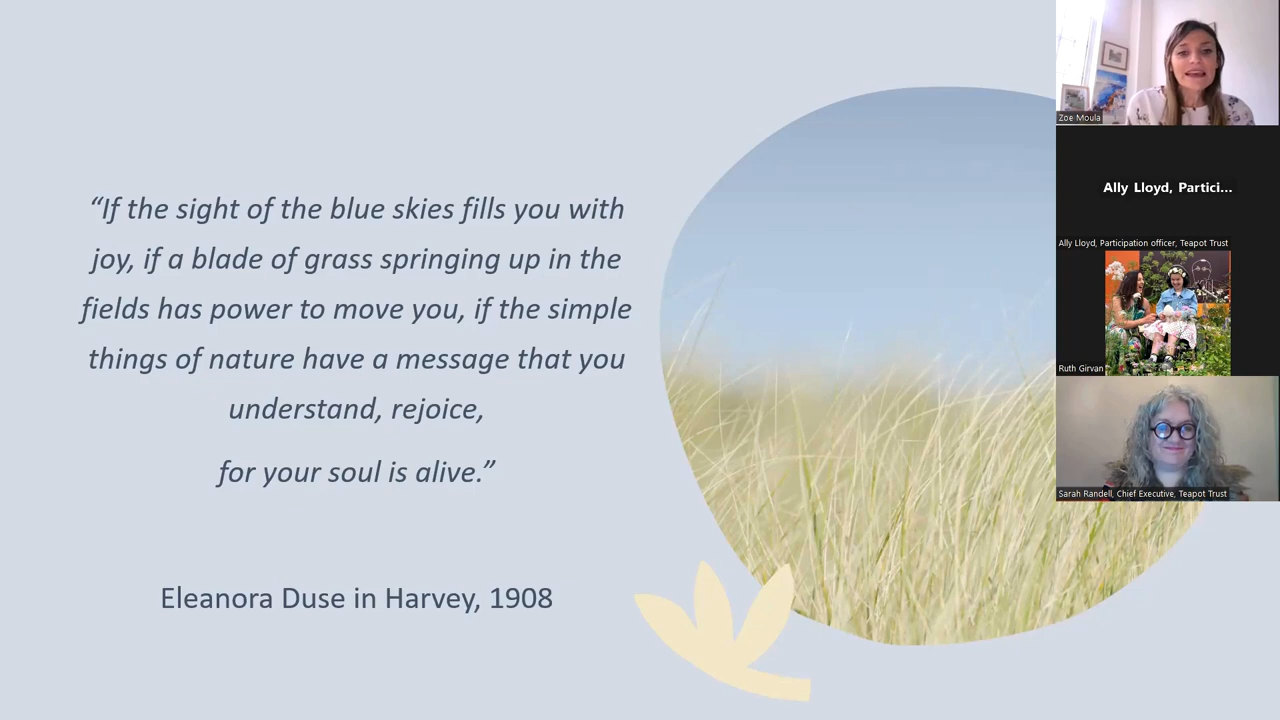 “If the sight of the blue skies fills you with
joy, if a blade of grass springing up in the
fields has power to move you, if the simple
things of nature have a message that you
understand, rejoice,
for your soul is alive.”
Eleanora Duse in Harvey, 1908
Zoe Moula
Ally Lloyd, Partici...
Ally Lloyd, Participation officer, Teapot Trust
Ruth Girvan
Sarah Randell, Chief Executive, Teapot Trust